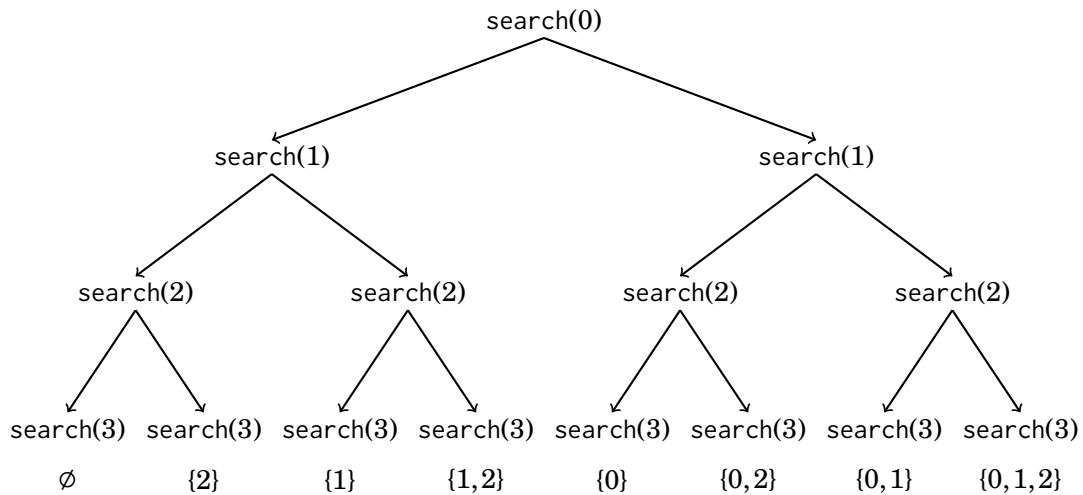 search(0)
search(1) search(1)
search(2) search(2) search(2) search(2)
search(3) search(3) search(3) search(3) search(3) search(3) search(3) search(3)
∅ {2} {1} {1,2} {0} {0,2} {0,1} {0,1,2}